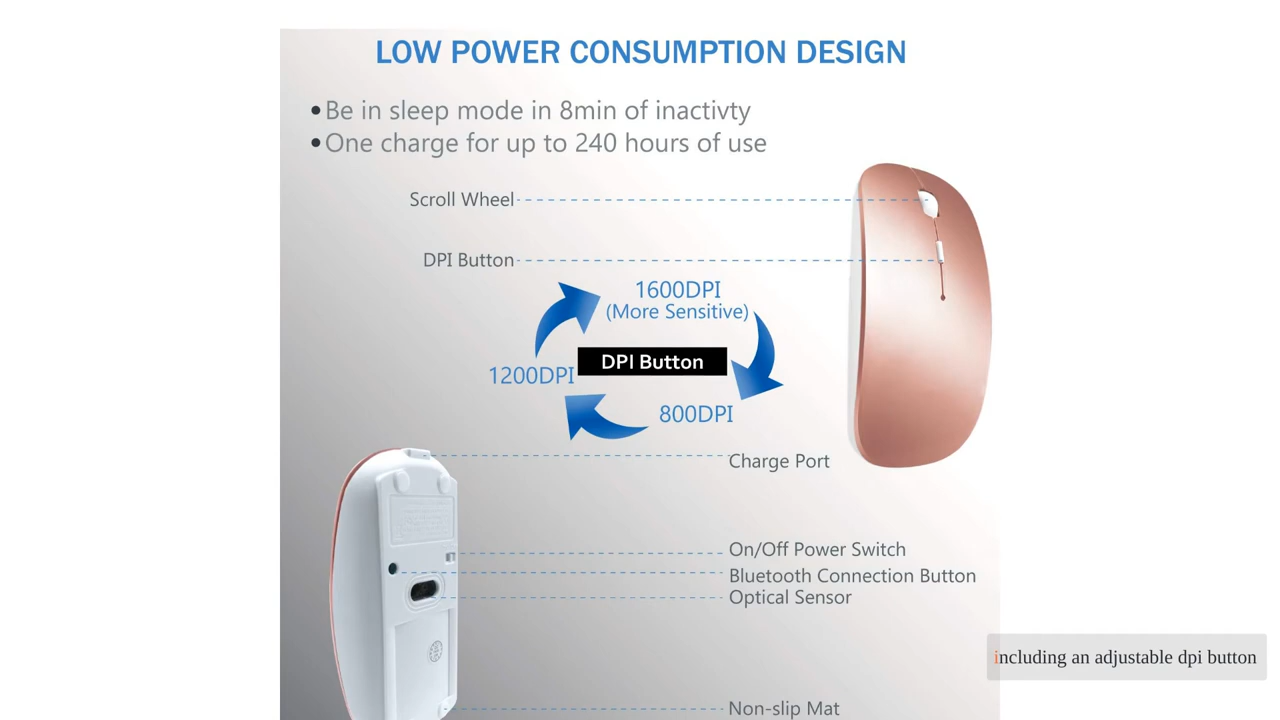 LOW POWER CONSUMPTION DESIGN
•Be in sleep mode in 8min of inactivty
•One charge for up to 240 hours of use
Scroll Wheel
DPI Button
1600DPI
(More Sensitive)
DPI Button
1200DPI
800DPI
Charge Port
On/Off Power Switch
Bluetooth Connection Button
Optical Sensor
including an adjustable dpi button
Non-slip Mat